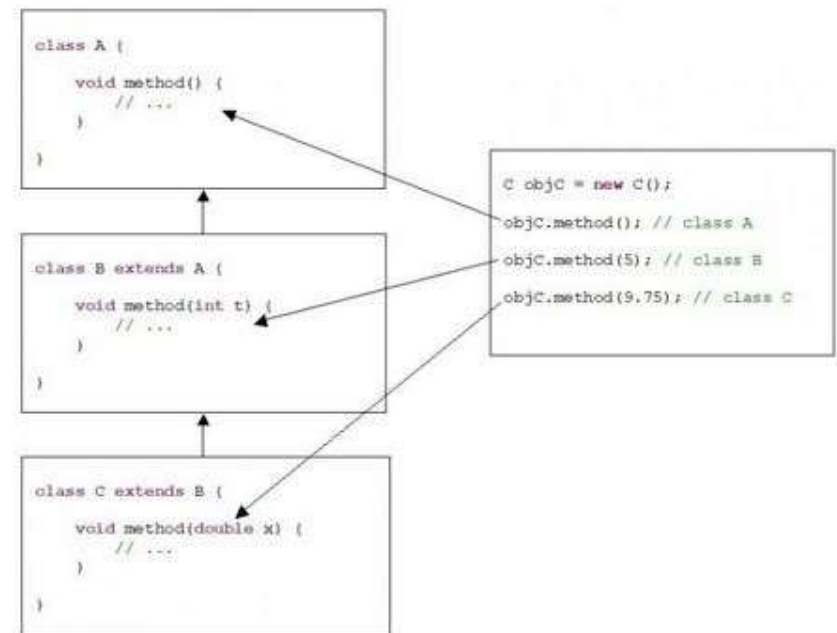 class A {
void method() {
// ...
}
}
class B extends A {
void method(int t) {
// ...
}
}
class C extends B {
void method(double x) {
// ...
}
}
C objC = new C();
objC.method(); // class A
objC.method(5); // class B
objC.method(9.75); // class C